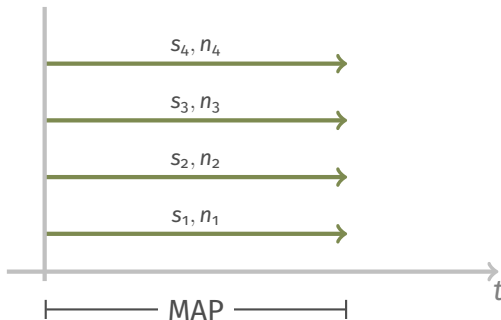 s₄, n₄
s₃, n₃
s₂, n₂
s₁, n₁
t
MAP